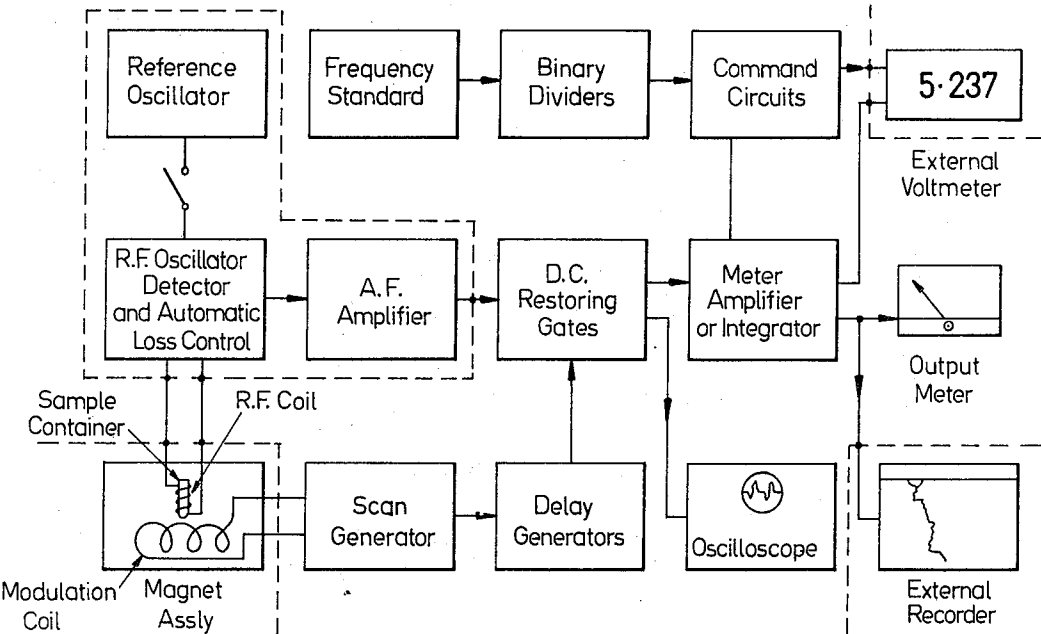 Reference
Oscillator
Frequency
Standard
Binary
Dividers
Command
Circuits
5·237
External
Voltmeter
R.F. Oscillator
Detector
and Automatic
Loss Control
A.F.
Amplifier
D.C.
Restoring
Gates
Meter
Amplifier
or Integrator
Output
Meter
Sample
Container
R.F. Coil
Scan
Generator
Delay
Generators
Oscilloscope
Modulation
Coil
Magnet
Assly
External
Recorder